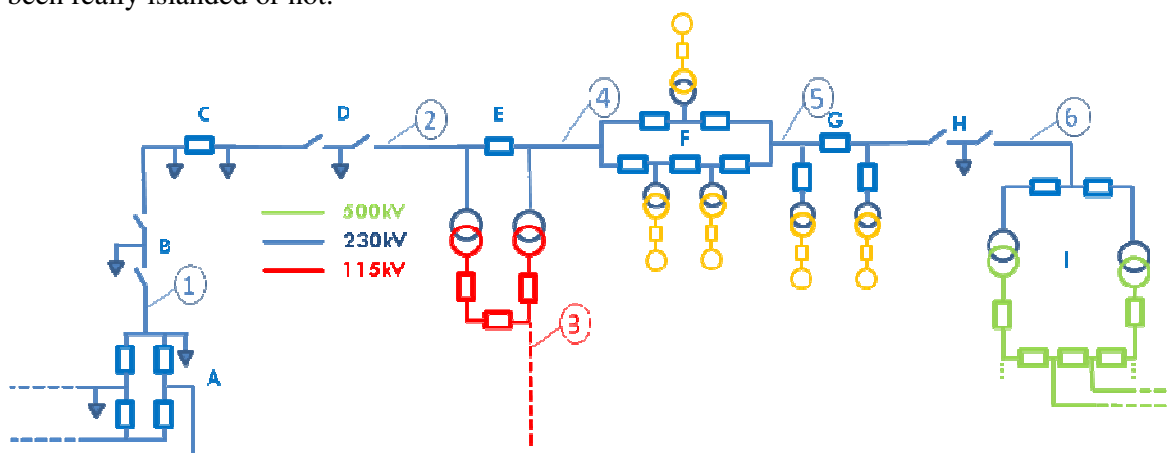 been really islanded or not.
C
D
2
E
4
F
5
G
H
6
500kV
230kV
115kV
B
1
A
3
I